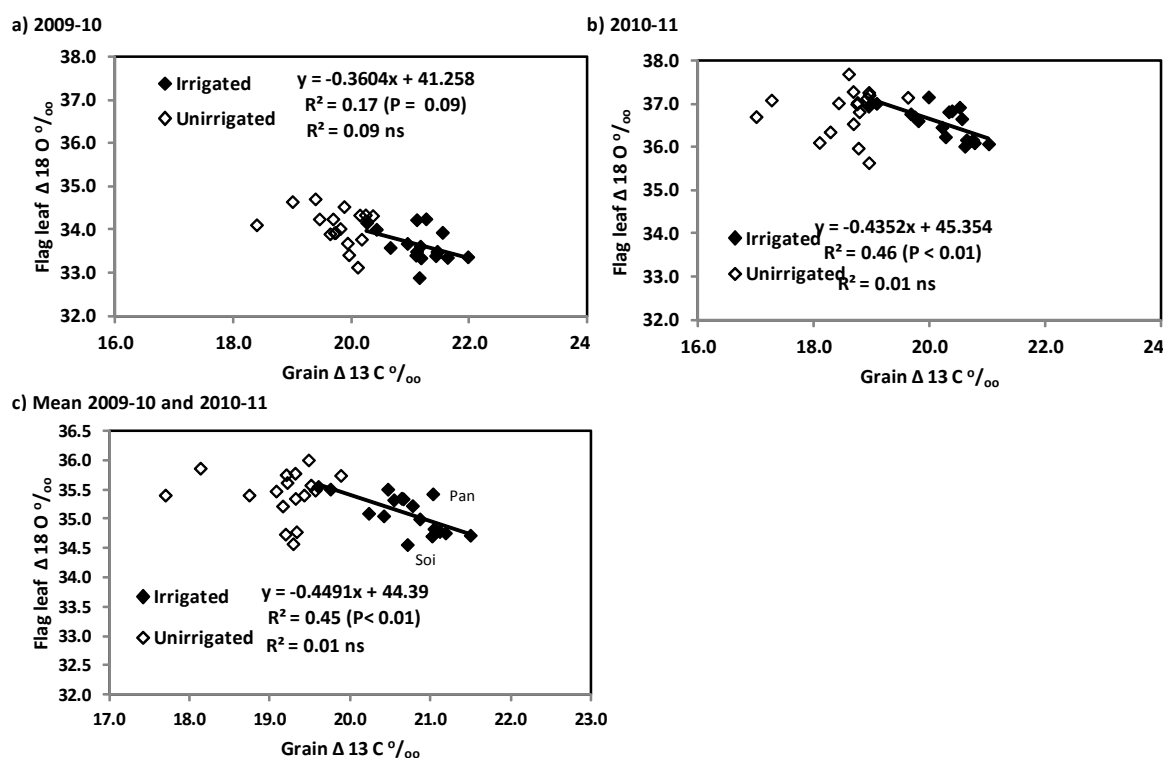 a) 2009-10
38.0
37.0
36.0
35.0
34.0
33.0
32.0
Flag leaf Δ 18 O o/oo
◆ Irrigated
◇ Unirrigated
y = -0.3604x + 41.258
R² = 0.17 (P = 0.09)
R² = 0.09 ns
16.0 18.0 20.0 22.0 24
Grain Δ 13 C o/oo
b) 2010-11
38.0
37.0
36.0
35.0
34.0
33.0
32.0
Flag leaf Δ 18 O o/oo
y = -0.4352x + 45.354
◆ Irrigated
R² = 0.46 (P < 0.01)
◇ Unirrigated
R² = 0.01 ns
16.0 18.0 20.0 22.0 24
Grain Δ 13 C o/oo
c) Mean 2009-10 and 2010-11
36.5
36.0
35.5
35.0
34.5
34.0
33.5
33.0
32.5
32.0
Flag leaf Δ 18 O o/oo
Pan
Soi
◆ Irrigated
◇ Unirrigated
y = -0.4491x + 44.39
R² = 0.45 (P< 0.01)
R² = 0.01 ns
17.0 18.0 19.0 20.0 21.0 22.0 23.0
Grain Δ 13 C o/oo